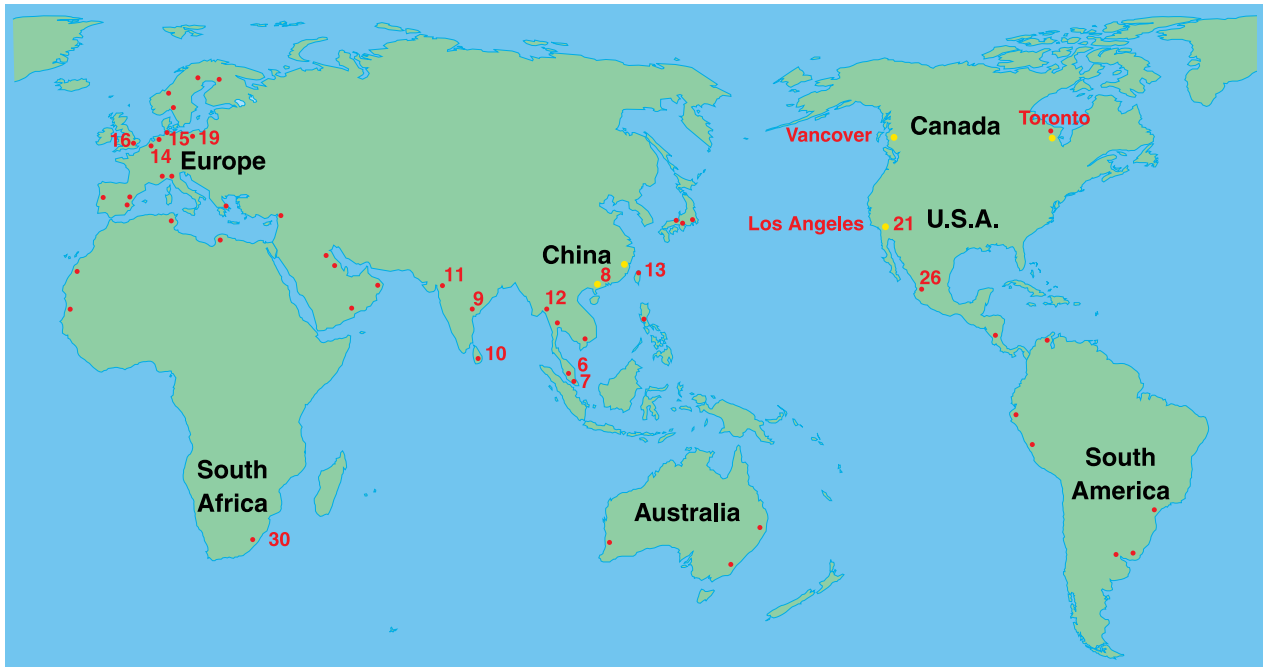 Toronto
Canada
Vancover
16
15
19
14
Europe
Los Angeles
21
U.S.A.
China
8
13
11
9
12
26
10
6
7
South
Africa
South
America
Australia
30